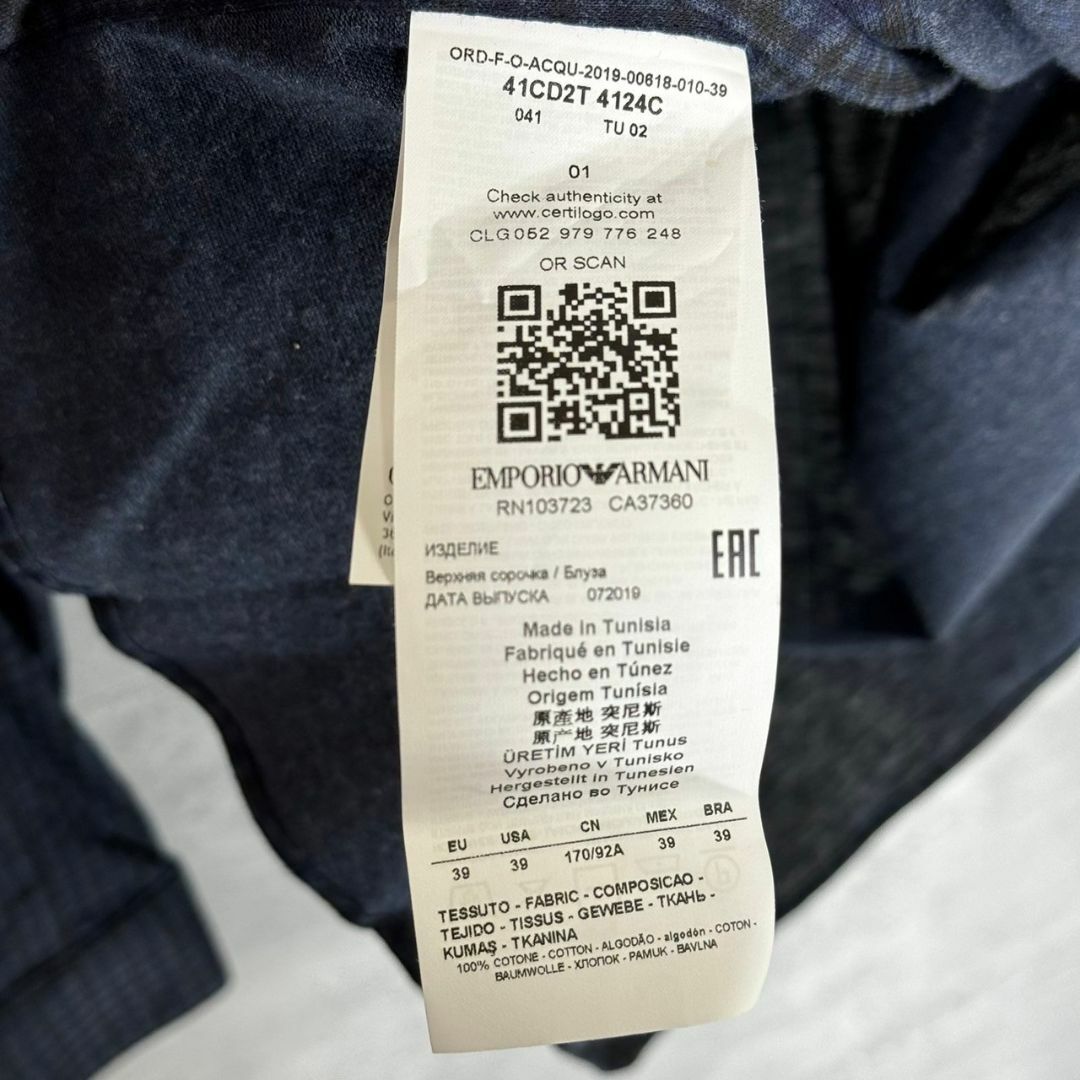 ORD-F-O-ACQU-2019-00618-010-39
41CD2T 4124C
041 TU 02
01
Check authenticity at
www.certilogo.com
CLG 052 979 776 248
OR SCAN
EMPORIO ARMANI
RN103723 CA37360
EAC
ИЗДЕЛИЕ
Верхняя сорочка / Блуза
ДАТА ВЫПУСКА 072019
Made in Tunisia
Fabriqué en Tunisie
Hecho en Túnez
Origem Tunísia
原產地 突尼斯
原产地 突尼斯
ÜRETİM YERİ Tunus
Vyrobeno v Tunisko
Hergestellt in Tunesien
Сделано во Тунисе
EU USA CN MEX BRA
39 39 170/92A 39 39
TESSUTO - FABRIC - COMPOSICAO -
TEJIDO - TISSUS - GEWEBE - ТКАНЬ -
KUMAŞ - TKANINA
100% COTONE - COTTON - ALGODÃO - algodón - COTON -
BAUMWOLLE - ХЛОПОК - PAMUK - BAVLNA